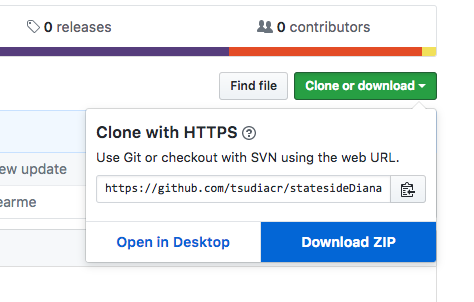 0 releases
0 contributors
Find file
Clone or download
Clone with HTTPS
Use Git or checkout with SVN using the web URL.
ew update
https://github.com/tsudiacr/statesideDiana
earme
Open in Desktop
Download ZIP